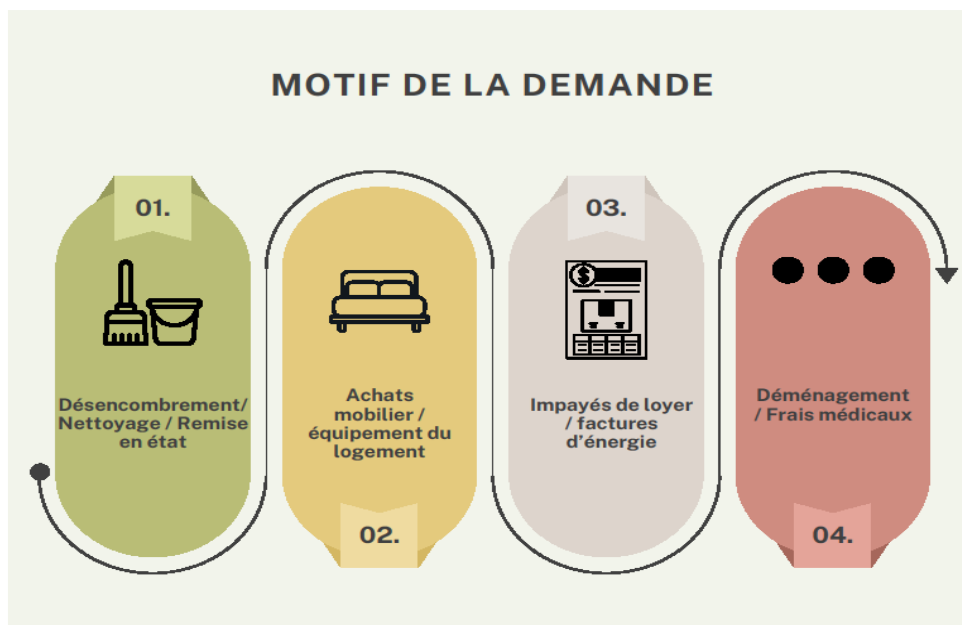 MOTIF DE LA DEMANDE
01.
Désencombrement/
Nettoyage / Remise
en état
Achats
mobilier /
équipement du
logement
02.
03.
$
Impayés de loyer
/ factures
d'énergie
Déménagement
/ Frais médicaux
04.